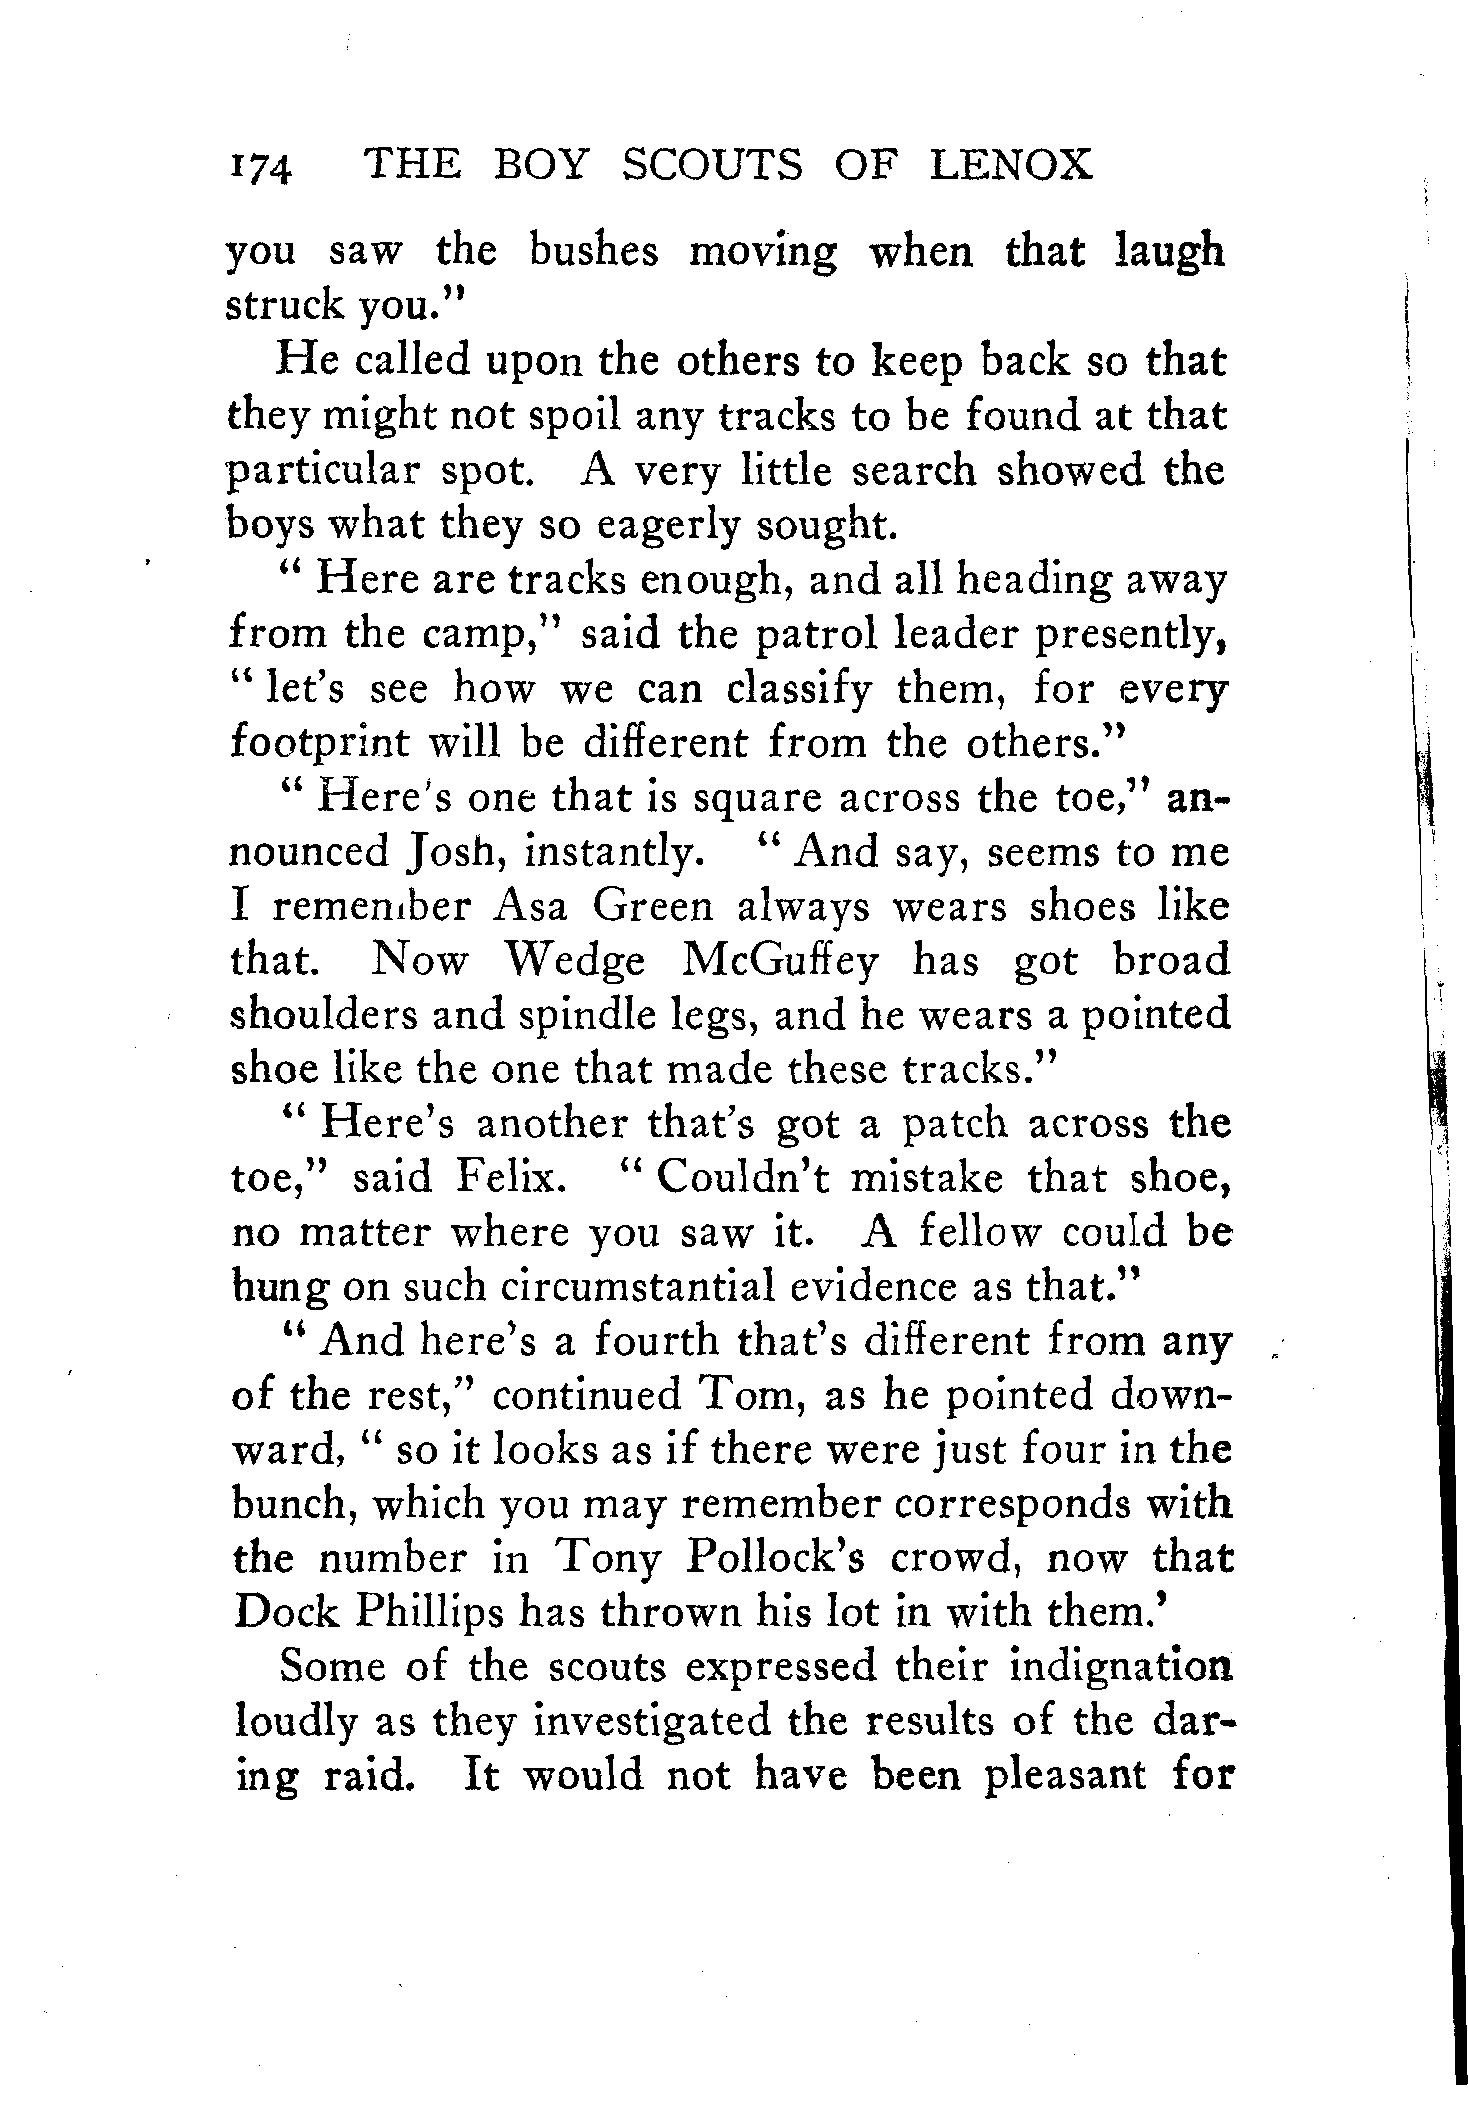 174 THE BOY SCOUTS OF LENOX
you saw the bushes moving when that laugh
struck you."
He called upon the others to keep back so that
they might not spoil any tracks to be found at that
particular spot. A very little search showed the
boys what they so eagerly sought.
" Here are tracks enough, and all heading away
from the camp," said the patrol leader presently,
" let's see how we can classify them, for every
footprint will be different from the others."
" Here's one that is square across the toe," an-
nounced Josh, instantly. " And say, seems to me
I remember Asa Green always wears shoes like
that. Now Wedge McGuffey has got broad
shoulders and spindle legs, and he wears a pointed
shoe like the one that made these tracks."
" Here's another that's got a patch across the
toe," said Felix. " Couldn't mistake that shoe,
no matter where you saw it. A fellow could be
hung on such circumstantial evidence as that."
" And here's a fourth that's different from any
of the rest," continued Tom, as he pointed down-
ward, " so it looks as if there were just four in the
bunch, which you may remember corresponds with
the number in Tony Pollock's crowd, now that
Dock Phillips has thrown his lot in with them.'
Some of the scouts expressed their indignation
loudly as they investigated the results of the dar-
ing raid. It would not have been pleasant for